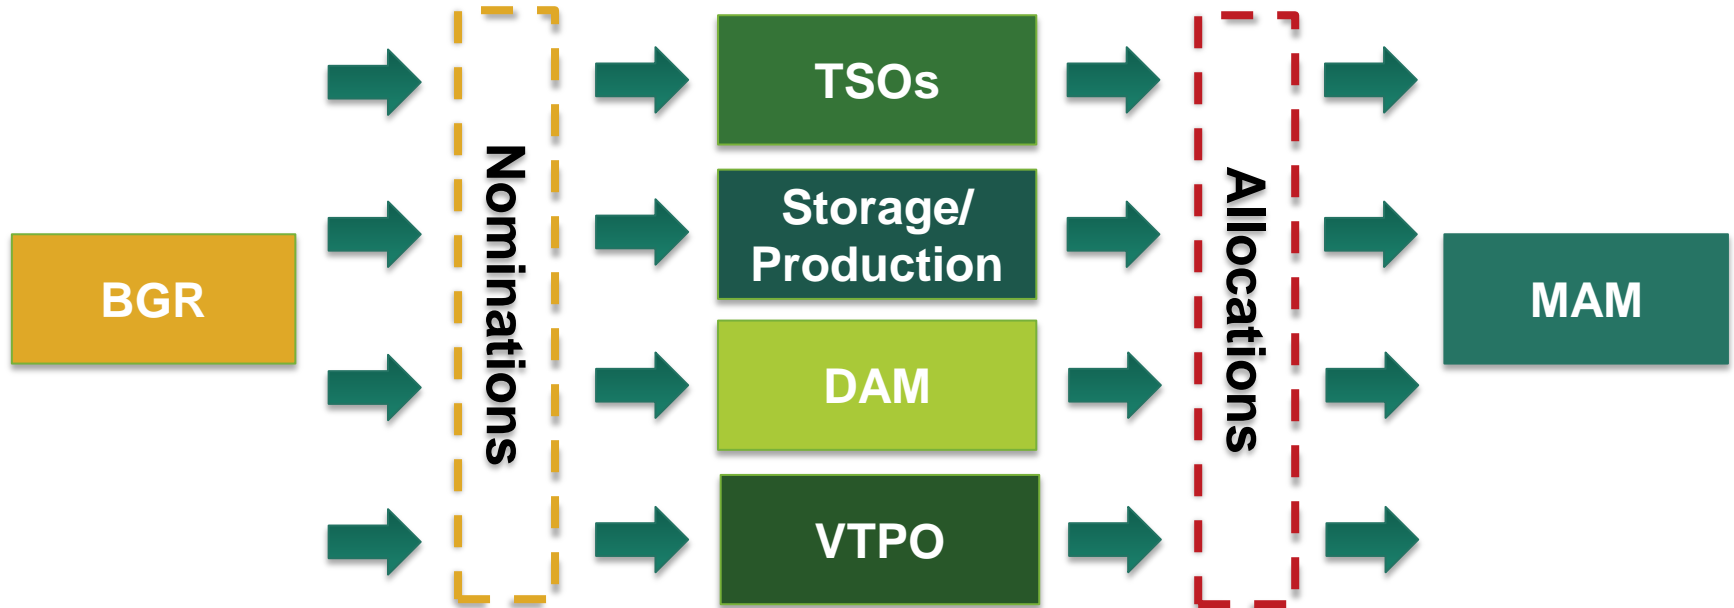 BGR
Nominations
TSOs
Storage/
Production
DAM
VTPO
Allocations
MAM